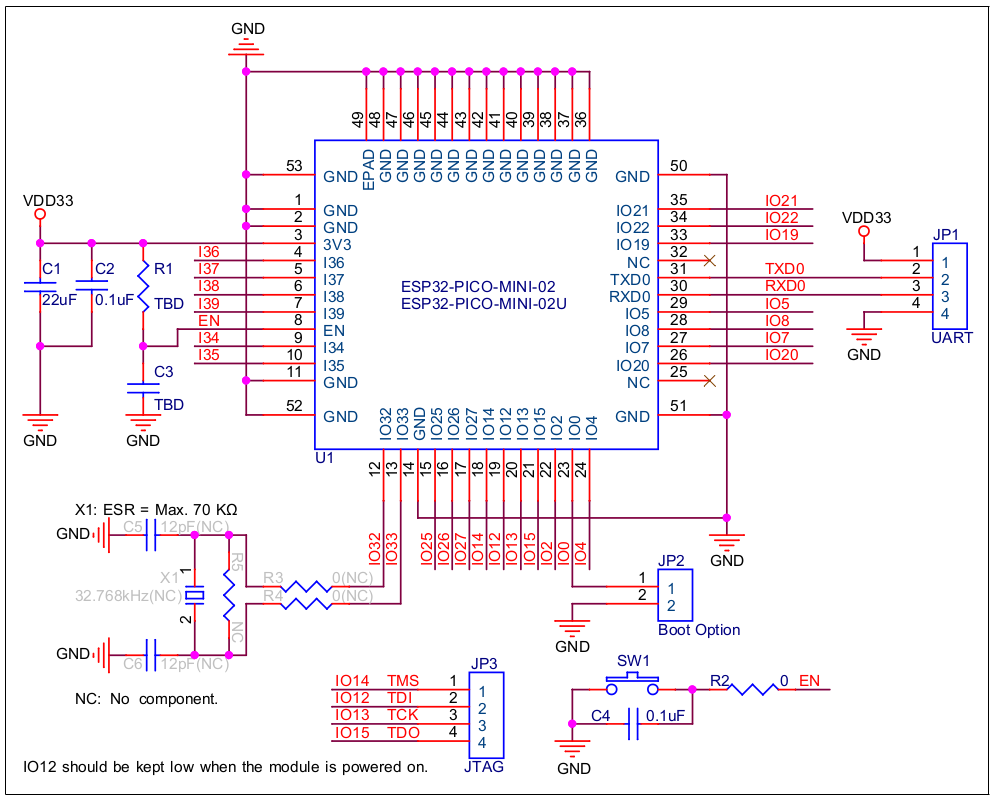 GND
49 48 47 46 45 44 43 42 41 40 39 38 37 36
EPAD GND GND GND GND GND GND GND GND GND GND GND GND GND
53 GND
1 GND
2 GND
3 3V3
I36 4 I36
I37 5 I37
I38 6 I38
I39 7 I39
EN 8 EN
I34 9 I34
I35 10 I35
11 GND
52 GND
ESP32-PICO-MINI-02
ESP32-PICO-MINI-02U
GND 50
IO21 35 IO21
IO22 34 IO22
IO19 33 IO19
NC 32
TXD0 31 TXD0
RXD0 30 RXD0
IO5 29 IO5
IO8 28 IO8
IO7 27 IO7
IO20 26 IO20
NC 25
GND 51
VDD33
C1
22uF
C2
0.1uF
R1
TBD
C3
TBD
GND
GND
VDD33
JP1
1 1
2 2
3 3
4 4
UART
GND
IO32 IO33 GND IO25 IO26 IO27 IO14 IO12 IO13 IO15 IO2 IO0 IO4
U1
12 13 14 15 16 17 18 19 20 21 22 23 24
IO32 IO33 IO25 IO26 IO27 IO14 IO12 IO13 IO15 IO2 IO0 IO4
GND
X1: ESR = Max. 70 KΩ
GND C5 12pF(NC)
X1
32.768kHz(NC)
1
2
R5
NC
R3 0(NC)
R4 0(NC)
GND C6 12pF(NC)
NC: No component.
JP2
1 1
2 2
Boot Option
GND
JP3
IO14 TMS 1 1
IO12 TDI 2 2
IO13 TCK 3 3
IO15 TDO 4 4
JTAG
SW1
R2 0 EN
C4 0.1uF
GND
IO12 should be kept low when the module is powered on.